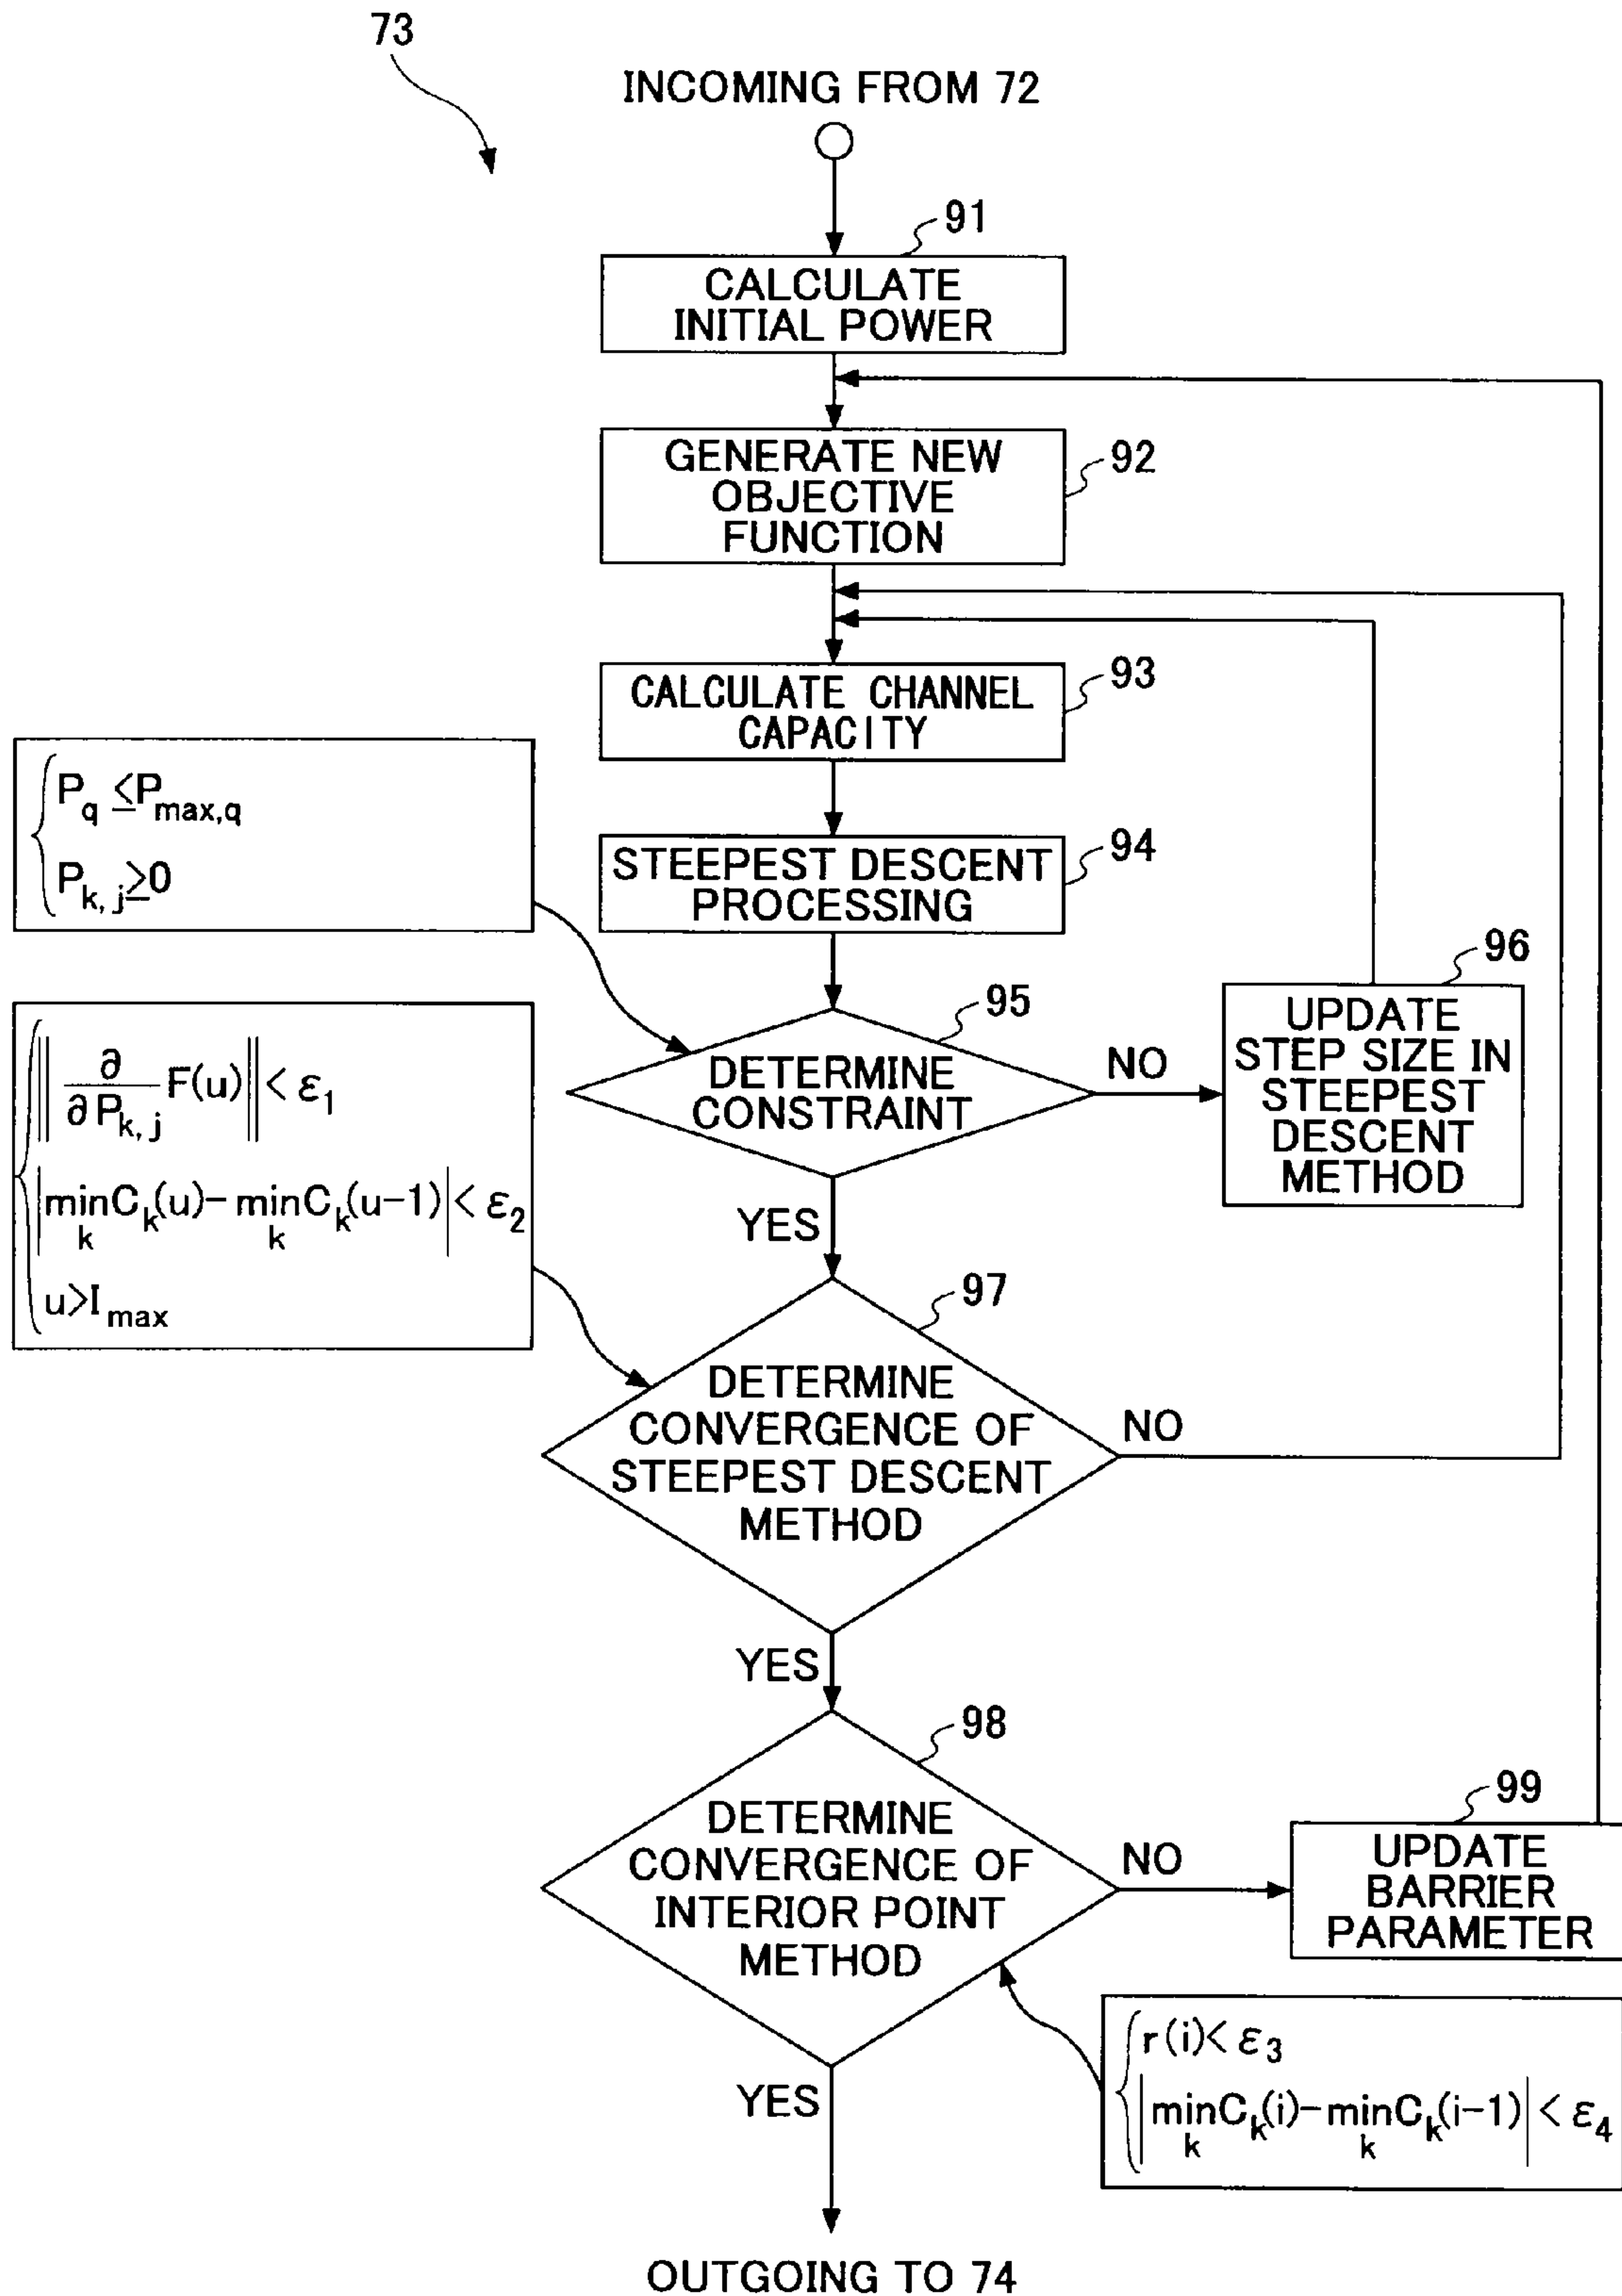 73
INCOMING FROM 72
91
CALCULATE
INITIAL POWER
92
GENERATE NEW
OBJECTIVE
FUNCTION
93
CALCULATE CHANNEL
CAPACITY
P_q ≤ P_max,q
P_k,j ≥ 0
94
STEEPEST DESCENT
PROCESSING
95
DETERMINE
CONSTRAINT
NO
96
UPDATE
STEP SIZE IN
STEEPEST
DESCENT
METHOD
YES
‖ ∂/∂P_k,j F(u) ‖ < ε_1
| min_k C_k(u) − min_k C_k(u−1) | < ε_2
u > I_max
97
DETERMINE
CONVERGENCE OF
STEEPEST DESCENT
METHOD
NO
YES
98
DETERMINE
CONVERGENCE OF
INTERIOR POINT
METHOD
NO
99
UPDATE
BARRIER
PARAMETER
r(i) < ε_3
| min_k C_k(i) − min_k C_k(i−1) | < ε_4
YES
OUTGOING TO 74